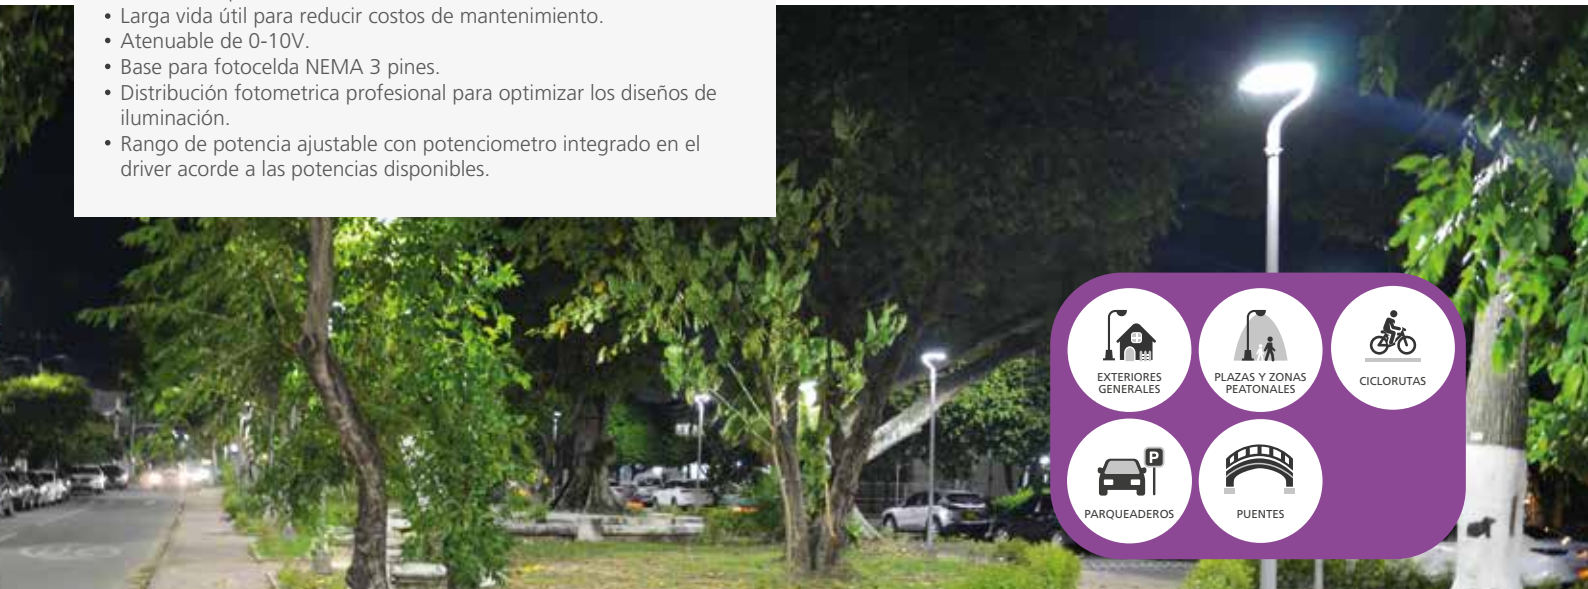 • Larga vida útil para reducir costos de mantenimiento.
• Atenuable de 0-10V.
• Base para fotocelda NEMA 3 pines.
• Distribución fotometrica profesional para optimizar los diseños de
iluminación.
• Rango de potencia ajustable con potenciometro integrado en el
driver acorde a las potencias disponibles.
EXTERIORES
GENERALES
PLAZAS Y ZONAS
PEATONALES
CICLORUTAS
P
PARQUEADEROS
PUENTES